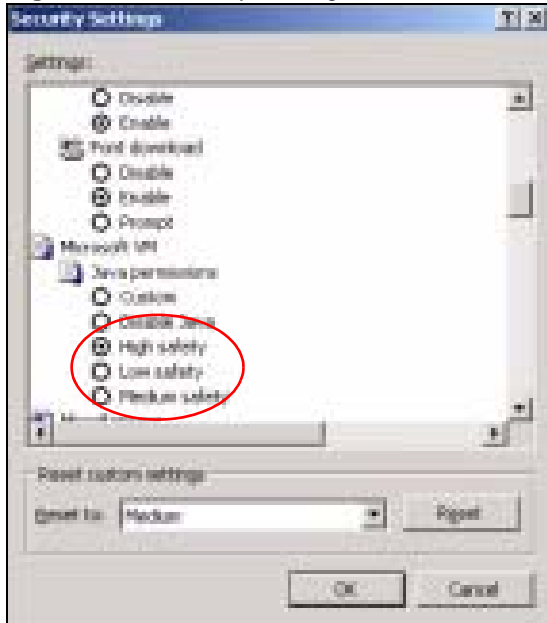 Security Settings
Settings:
Disable
Enable
Font download
Disable
Enable
Prompt
Microsoft VM
Java permissions
Custom
Disable Java
High safety
Low safety
Medium safety
Reset custom settings
Reset to: Medium Reset
OK Cancel